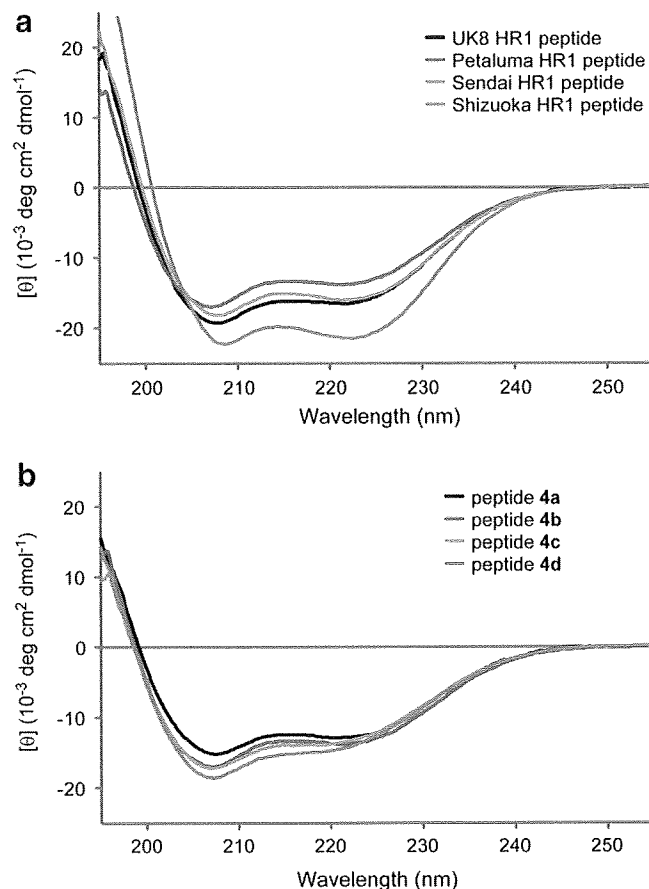 a
UK8 HR1 peptide
Petaluma HR1 peptide
Sendai HR1 peptide
Shizuoka HR1 peptide
[θ] (10⁻³ deg cm² dmol⁻¹)
20
10
0
-10
-20
200 210 220 230 240 250
Wavelength (nm)
b
peptide 4a
peptide 4b
peptide 4c
peptide 4d
[θ] (10⁻³ deg cm² dmol⁻¹)
20
10
0
-10
-20
200 210 220 230 240 250
Wavelength (nm)